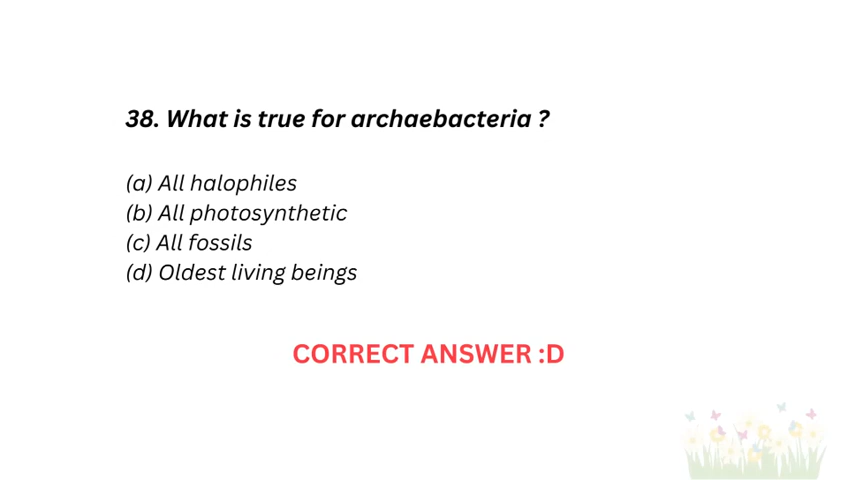 38. What is true for archaebacteria ?
(a) All halophiles
(b) All photosynthetic
(c) All fossils
(d) Oldest living beings
CORRECT ANSWER :D